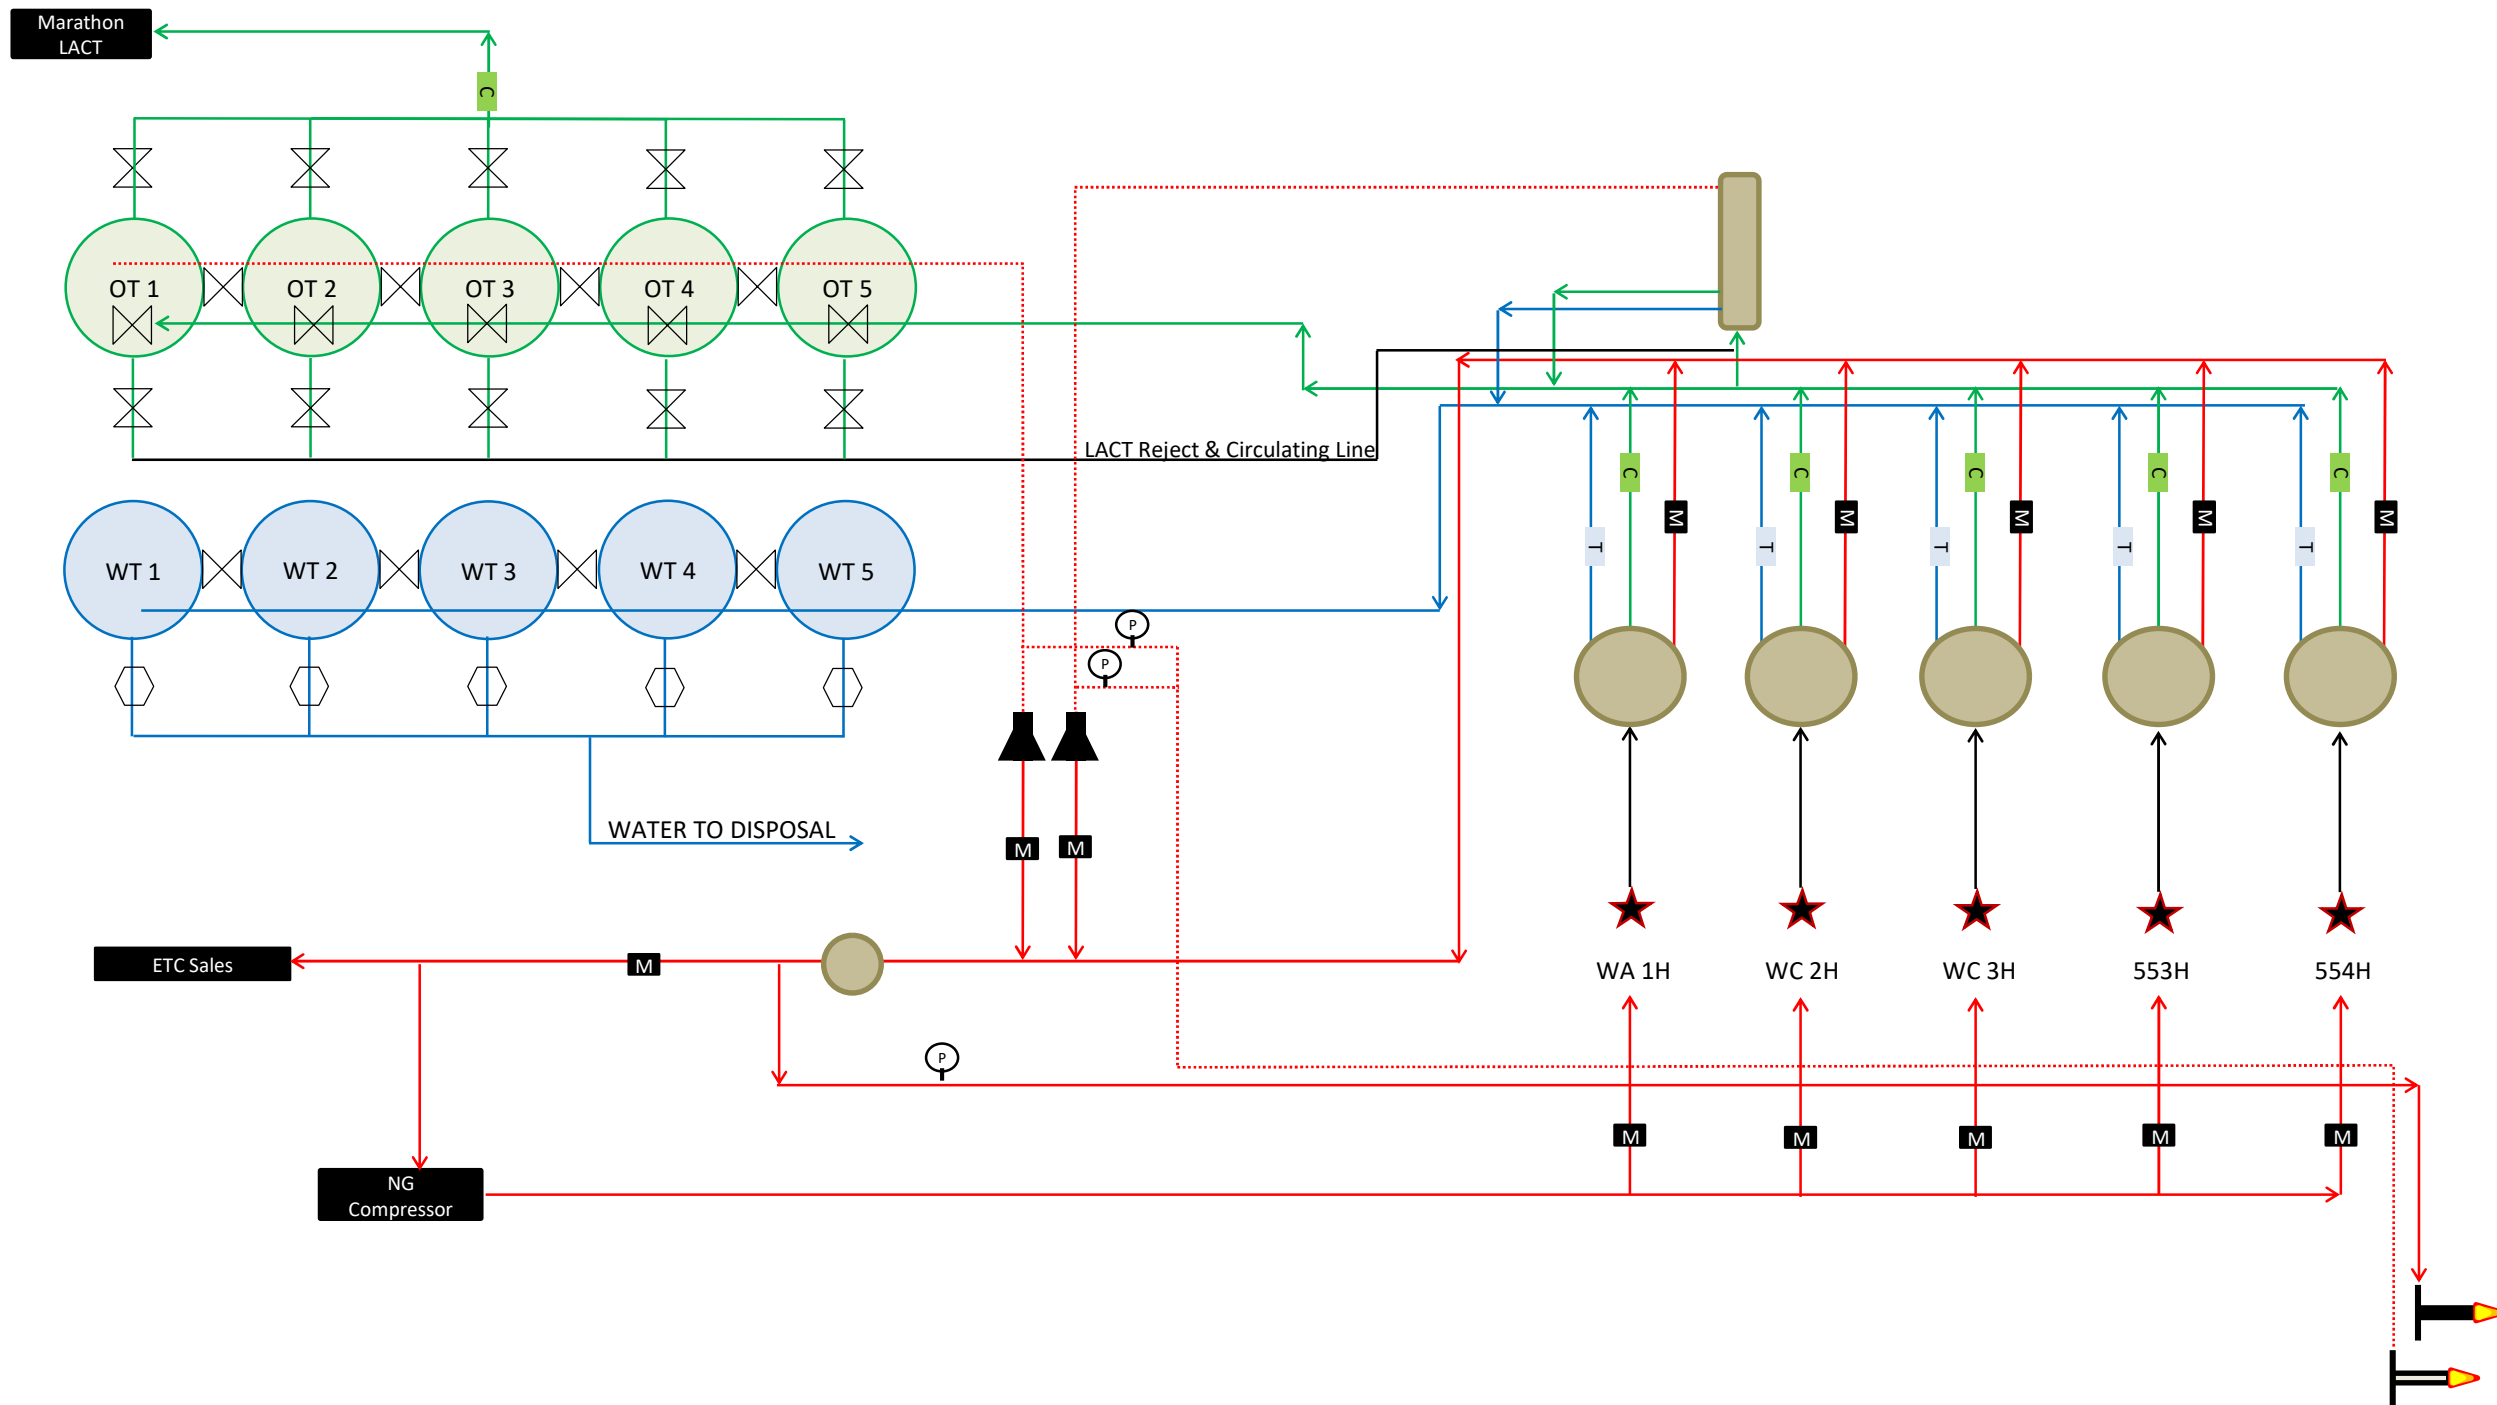 Marathon
LACT
C
OT 1
OT 2
OT 3
OT 4
OT 5
LACT Reject & Circulating Line
C
C
C
C
C
M
M
M
M
M
T
T
T
T
T
WT 1
WT 2
WT 3
WT 4
WT 5
P
P
WATER TO DISPOSAL
M
M
ETC Sales
M
WA 1H
WC 2H
WC 3H
553H
554H
P
M
M
M
M
M
NG
Compressor